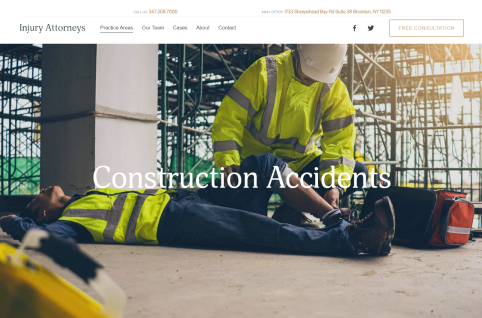 CALL US 347.308.7000
MAIN OFFICE 1733 Sheepshead Bay Rd Suite 38 Brooklyn, NY 11235
Injury Attorneys
Practice Areas
Our Team
Cases
About
Contact
FREE CONSULTATION
Construction Accidents